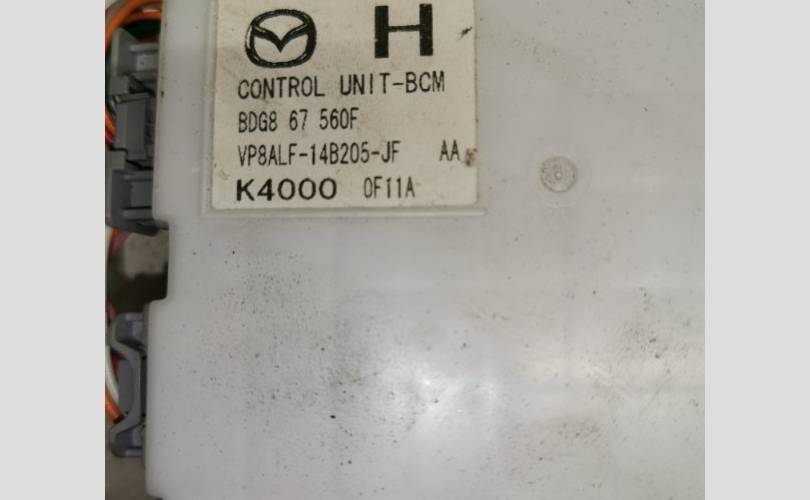 H
CONTROL UNIT-BCM
BDG8 67 560F
VP8ALF-14B205-JF AA
K4000 0F11A